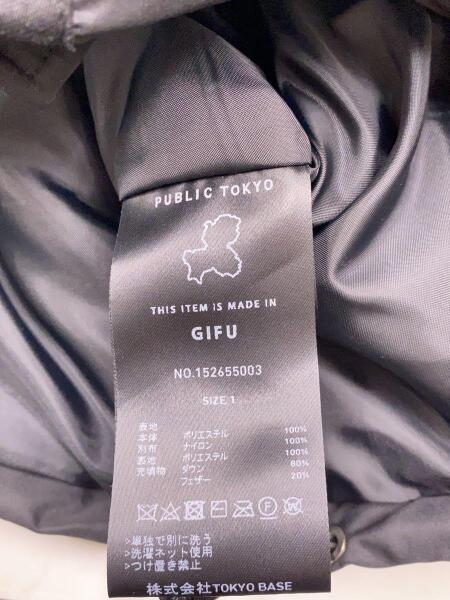 PUBLIC TOKYO
THIS ITEM IS MADE IN
GIFU
NO.152655003
SIZE 1
表地
本体 ポリエステル 100%
別布 ナイロン 100%
裏地 ポリエステル 100%
充填物 ダウン 80%
フェザー 20%
>単独で別に洗う
>洗濯ネット使用
>つけ置き禁止
株式会社TOKYO BASE